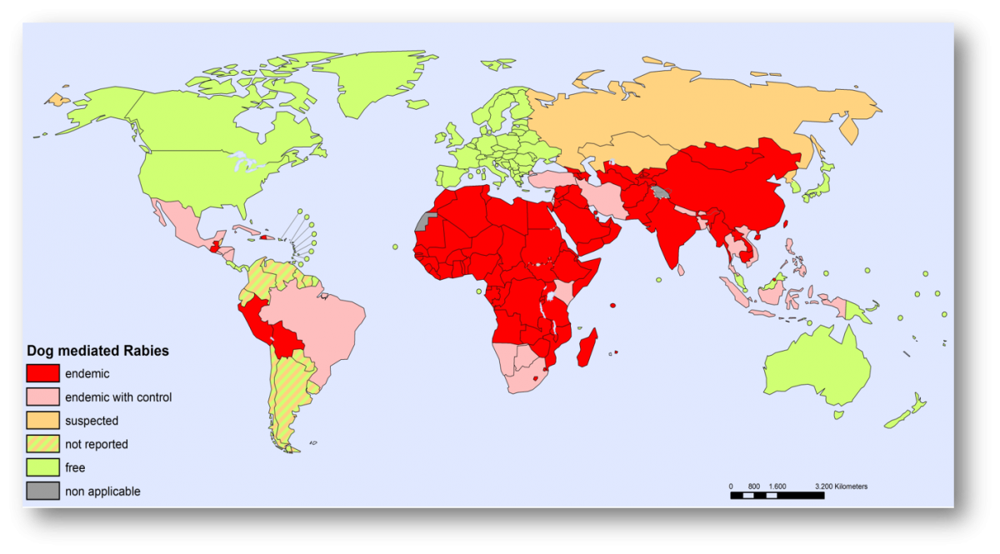 Dog mediated Rabies
endemic
endemic with control
suspected
not reported
free
non applicable
0 800 1.600 3.200 Kilometers